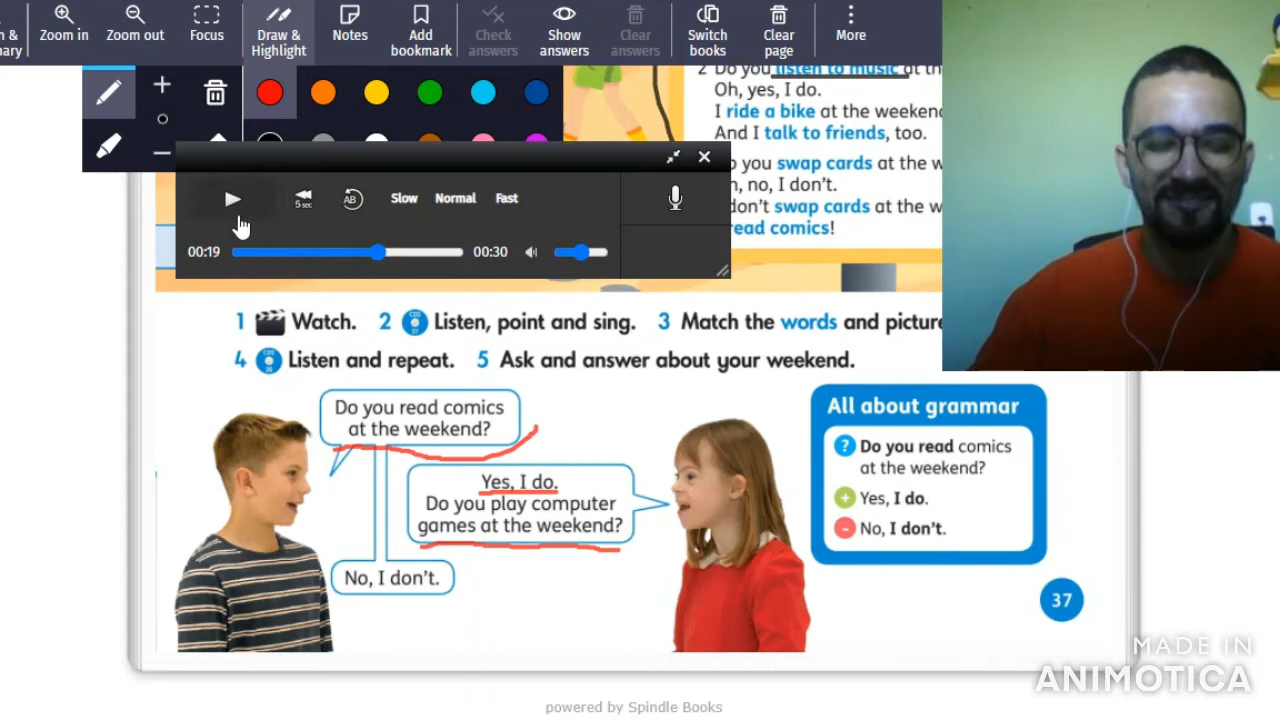 Zoom in
Zoom out
Focus
Draw &
Highlight
Notes
Add
bookmark
Check
answers
Show
answers
Clear
answers
Switch
books
Clear
page
More
2 Do you listen to music at th
Oh, yes, I do.
I ride a bike at the weekend
And I talk to friends, too.
o you swap cards at the w
h, no, I don't.
don't swap cards at the w
read comics!
5 sec
AB
Slow
Normal
Fast
00:19
00:30
1 Watch. 2 Listen, point and sing. 3 Match the words and picture
4 Listen and repeat. 5 Ask and answer about your weekend.
Do you read comics
at the weekend?
Yes, I do.
Do you play computer
games at the weekend?
No, I don't.
All about grammar
? Do you read comics
at the weekend?
+ Yes, I do.
- No, I don't.
37
MADE IN
ANIMOTICA
powered by Spindle Books